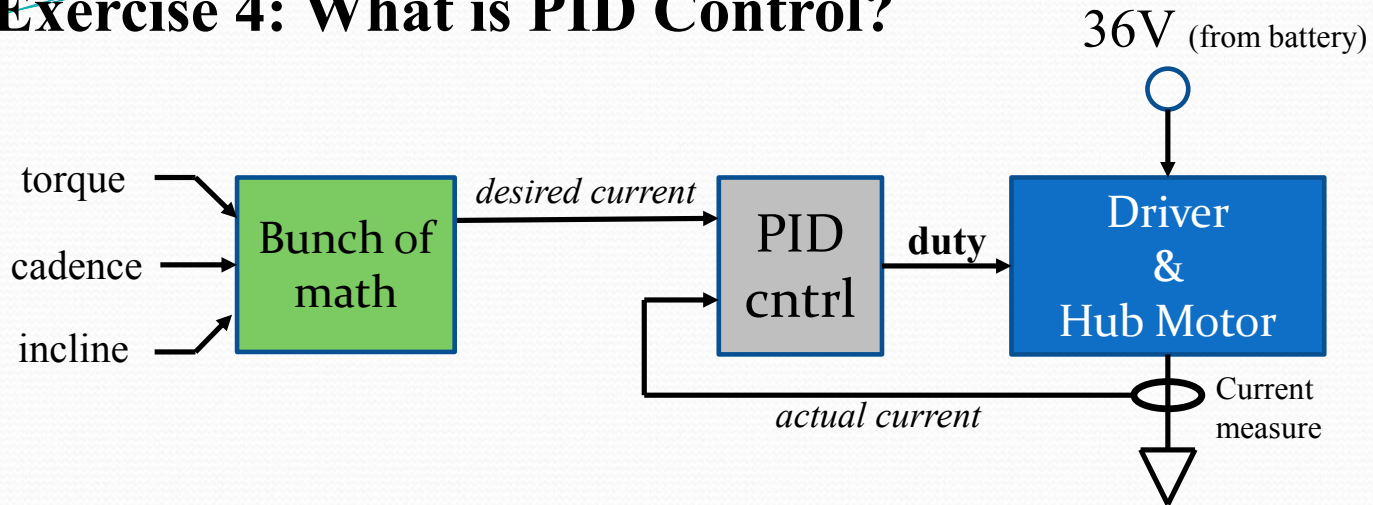 Exercise 4: What is PID Control?
36V (from battery)
torque
cadence
incline
Bunch of
math
desired current
PID
cntrl
duty
Driver
&
Hub Motor
actual current
Current
measure